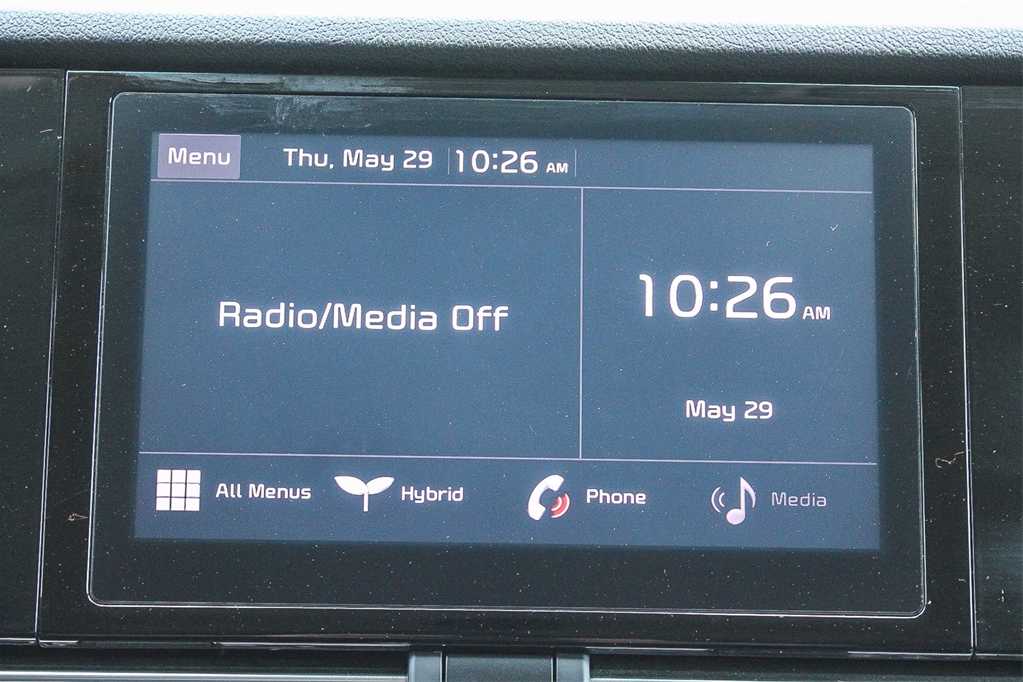 Menu Thu, May 29 10:26 AM
Radio/Media Off
10:26 AM
May 29
All Menus Hybrid Phone Media